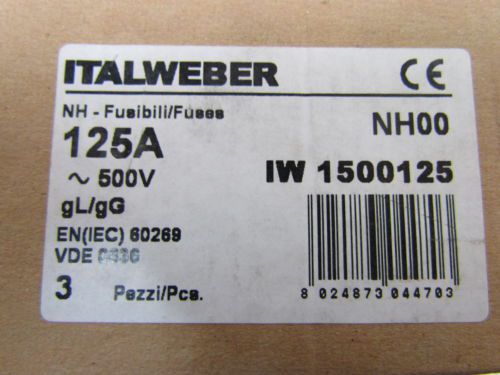 ITALWEBER CE
NH - Fusibili/Fuses
NH00
125A
~ 500V
IW 1500125
gL/gG
EN(IEC) 60269
VDE
3 Pezzi/Pcs.
8 024873 044703